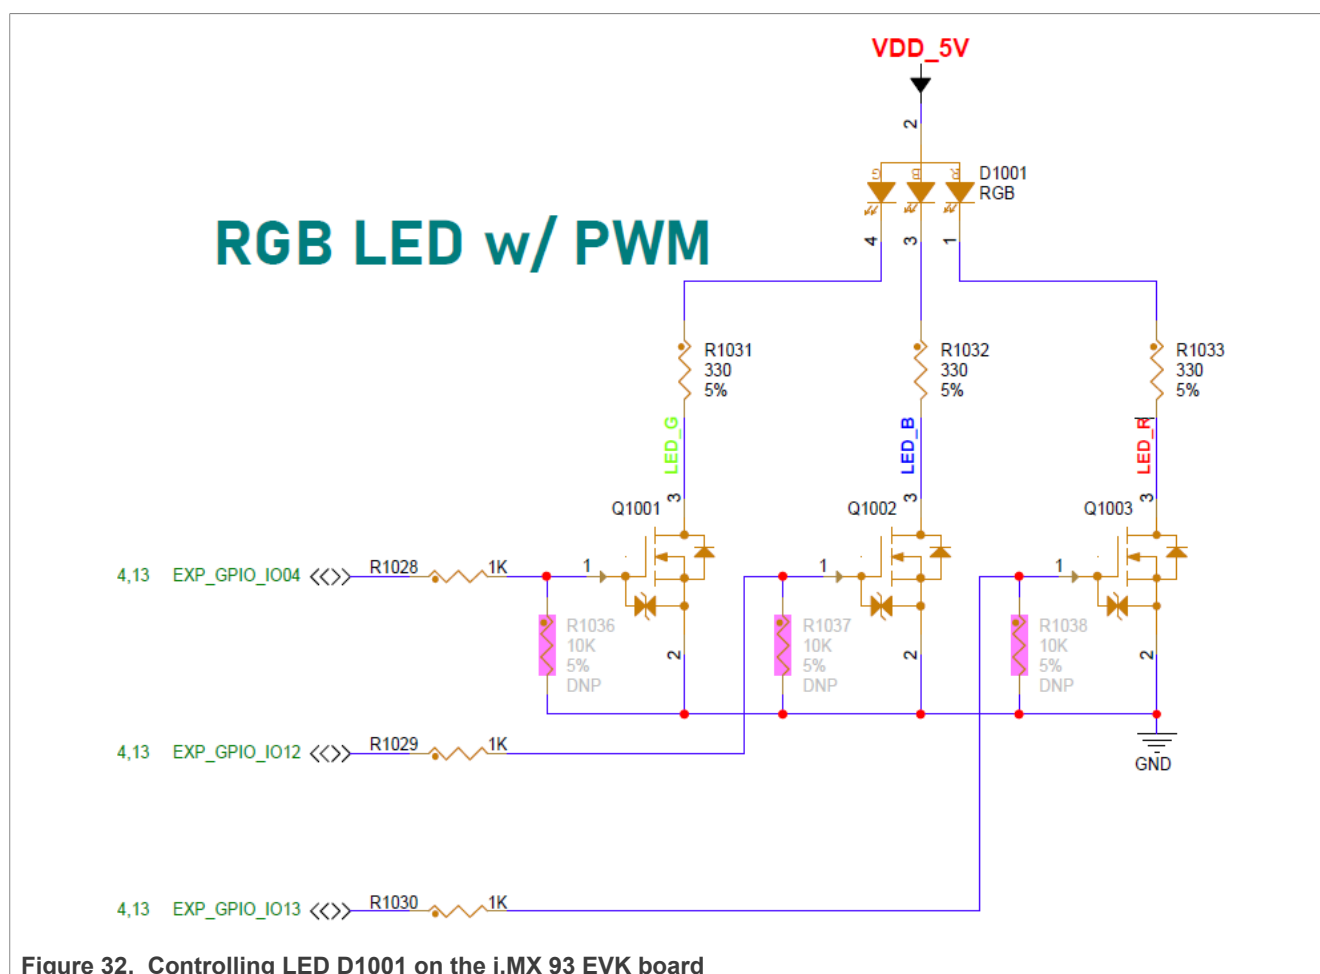 VDD_5V
2
G B R
D1001
RGB
RGB LED w/ PWM
4 3 1
R1031
330
5%
R1032
330
5%
R1033
330
5%
LED_G
LED_B
LED_R
Q1001
3
Q1002
3
Q1003
3
4,13 EXP_GPIO_IO04
R1028 1K
1
1
1
R1036
10K
5%
DNP
R1037
10K
5%
DNP
R1038
10K
5%
DNP
2
2
2
4,13 EXP_GPIO_IO12
R1029 1K
GND
4,13 EXP_GPIO_IO13
R1030 1K
Figure 32. Controlling LED D1001 on the i.MX 93 EVK board